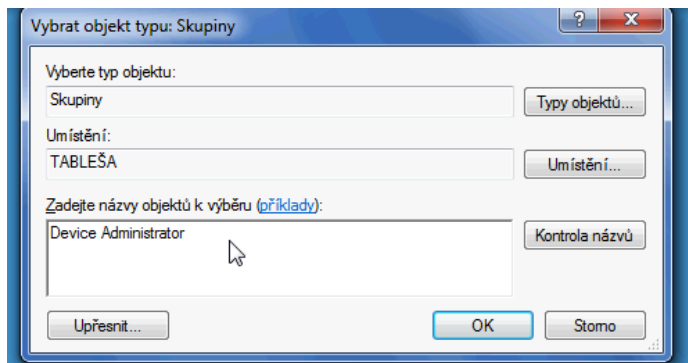 Vybrat objekt typu: Skupiny
Vyberte typ objektu:
Skupiny
Typy objektů...
Umístění:
TABLEŠA
Umístění...
Zadejte názvy objektů k výběru (příklady):
Device Administrator
Kontrola názvů
Upřesnit...
OK
Storno